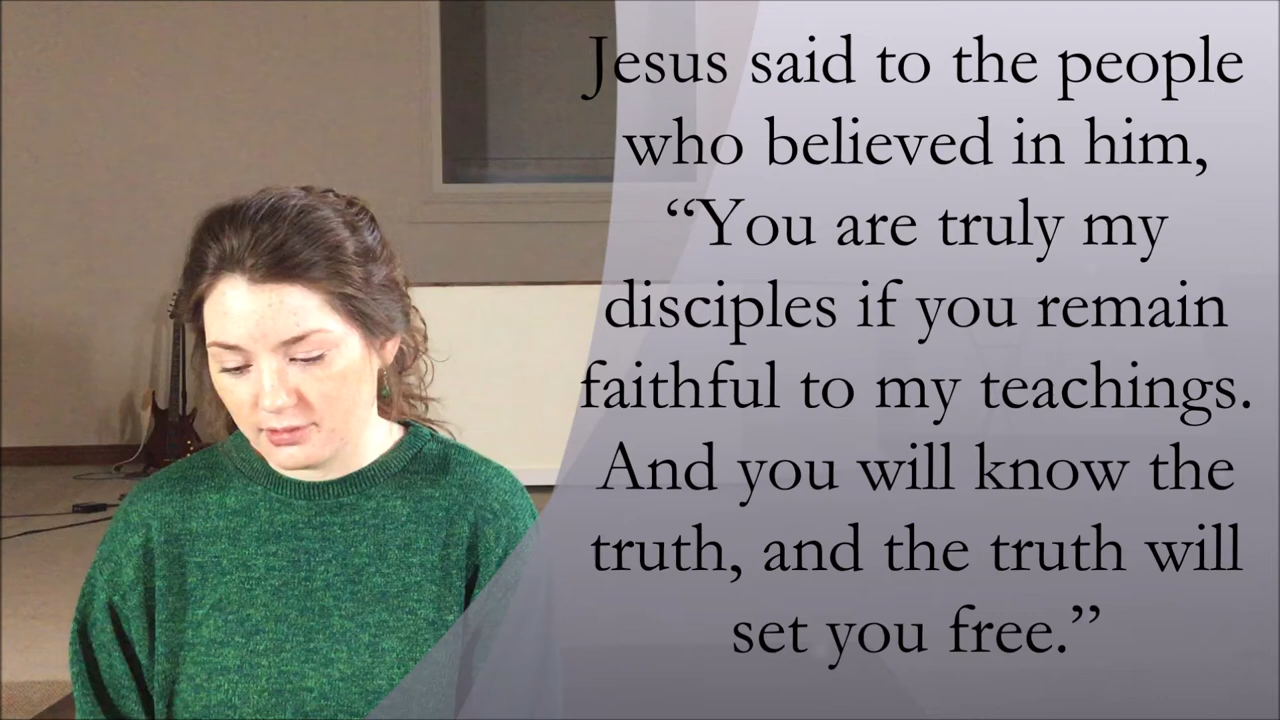 Jesus said to the people
who believed in him,
“You are truly my
disciples if you remain
faithful to my teachings.
And you will know the
truth, and the truth will
set you free.”